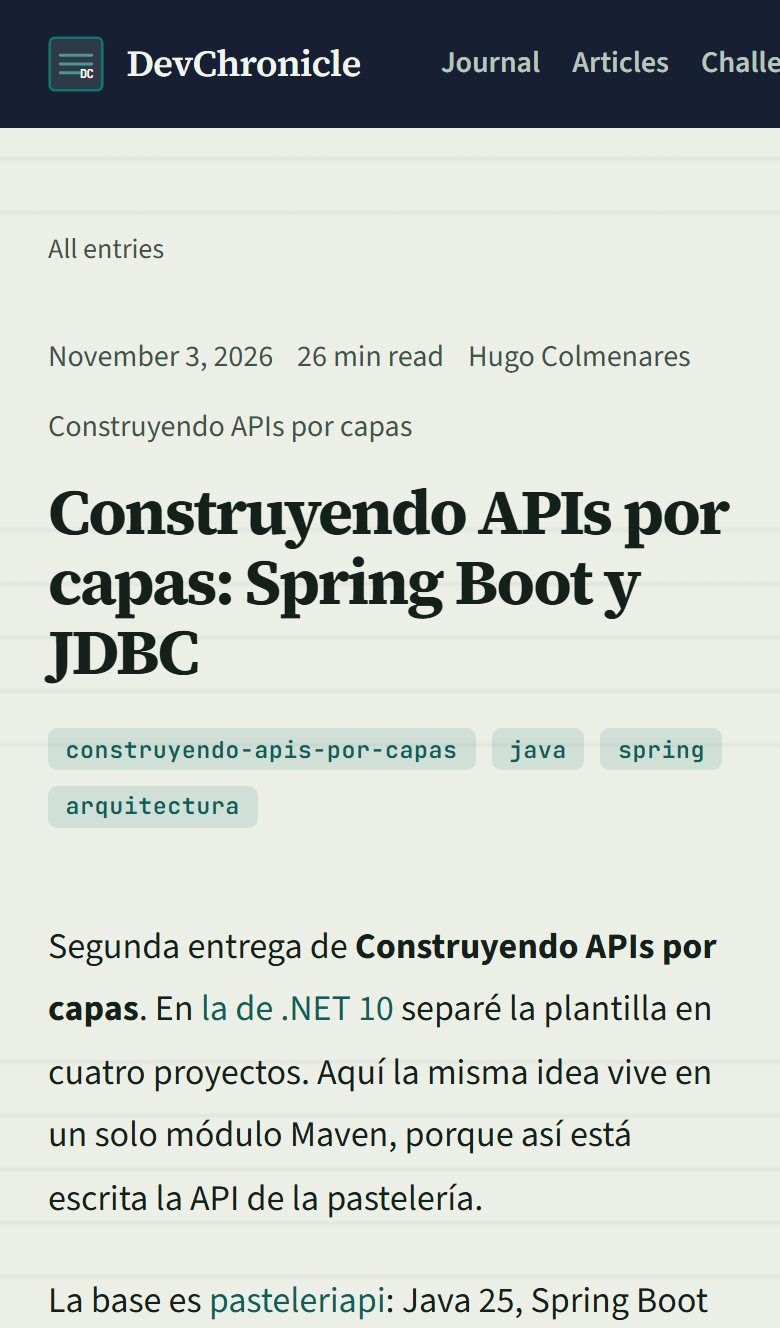 DC
DevChronicle
Journal Articles Challe
All entries
November 3, 2026 26 min read Hugo Colmenares
Construyendo APIs por capas
Construyendo APIs por
capas: Spring Boot y
JDBC
construyendo-apis-por-capas java spring
arquitectura
Segunda entrega de Construyendo APIs por
capas. En la de .NET 10 separé la plantilla en
cuatro proyectos. Aquí la misma idea vive en
un solo módulo Maven, porque así está
escrita la API de la pastelería.
La base es pasteleriapi: Java 25, Spring Boot